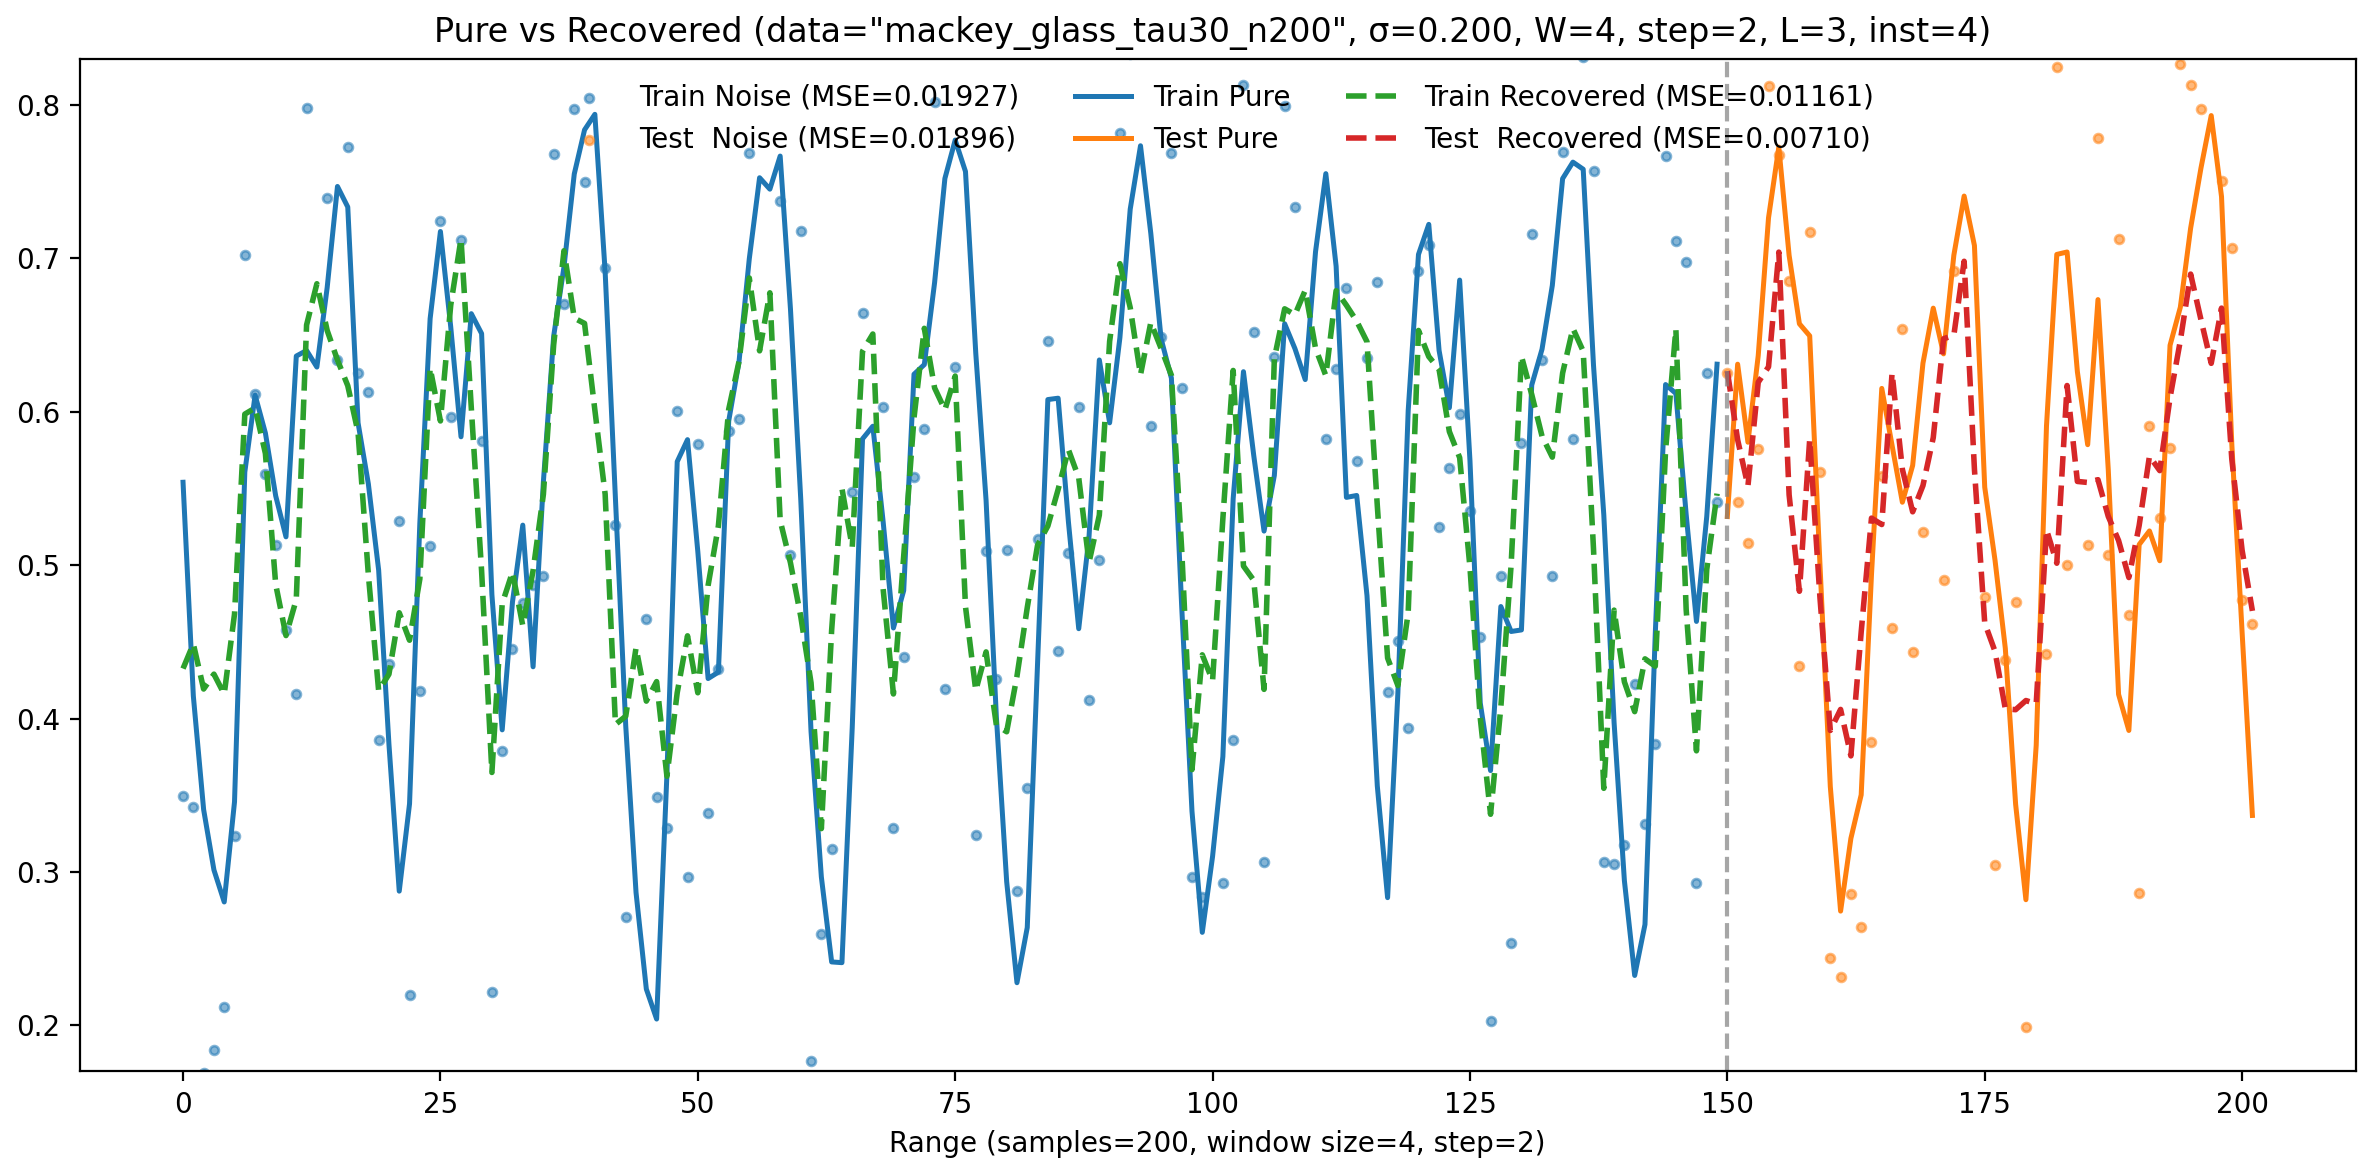 Pure vs Recovered (data="mackey_glass_tau30_n200", σ=0.200, W=4, step=2, L=3, inst=4)
Train Noise (MSE=0.01927)
Test  Noise (MSE=0.01896)
Train Pure
Test Pure
Train Recovered (MSE=0.01161)
Test  Recovered (MSE=0.00710)
0.8
0.7
0.6
0.5
0.4
0.3
0.2
0 25 50 75 100 125 150 175 200
Range (samples=200, window size=4, step=2)